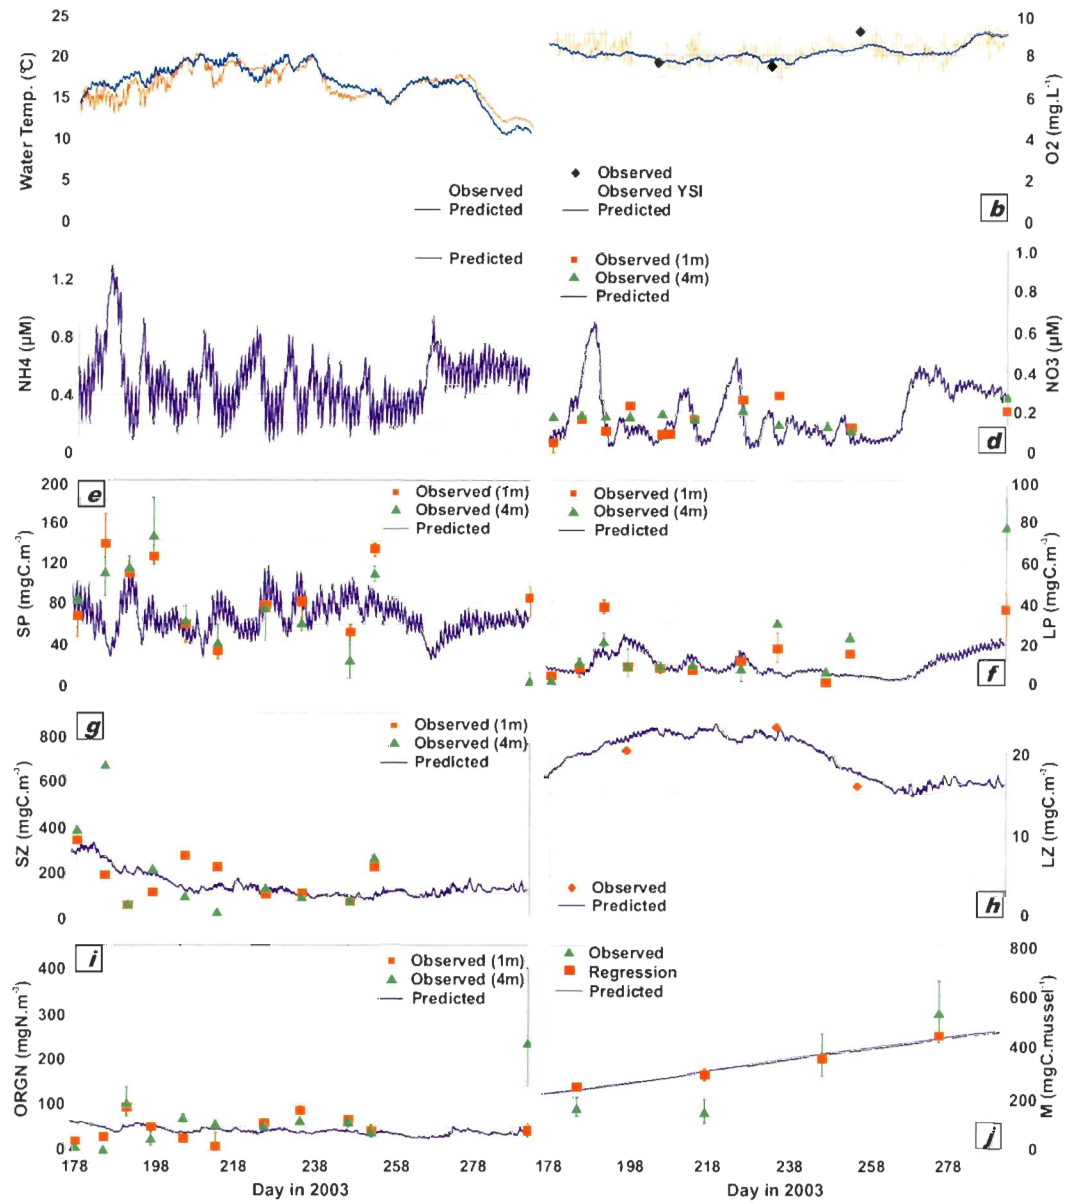 25
20
15
10
5
0
Water Temp. (℃)
Observed
Predicted
10
8
6
4
2
0
O2 (mg.L⁻¹)
Observed
Observed YSI
Predicted
b
1.2
0.8
0.4
0
NH4 (µM)
Predicted
Observed (1m)
Observed (4m)
Predicted
1.0
0.8
0.6
0.4
0.2
0
NO3 (µM)
d
200
160
120
80
40
0
SP (mgC.m⁻³)
e
Observed (1m)
Observed (4m)
Predicted
Observed (1m)
Observed (4m)
Predicted
100
80
60
40
20
0
LP (mgC.m⁻³)
f
800
600
400
200
0
SZ (mgC.m⁻³)
g
Observed (1m)
Observed (4m)
Predicted
20
10
0
LZ (mgC.m⁻³)
Observed
Predicted
h
400
300
200
100
0
ORGN (mgN.m⁻³)
i
Observed (1m)
Observed (4m)
Predicted
Observed
Regression
Predicted
800
600
400
200
0
M (mgC.mussel⁻¹)
j
178 198 218 238 258 278
Day in 2003
178 198 218 238 258 278
Day in 2003